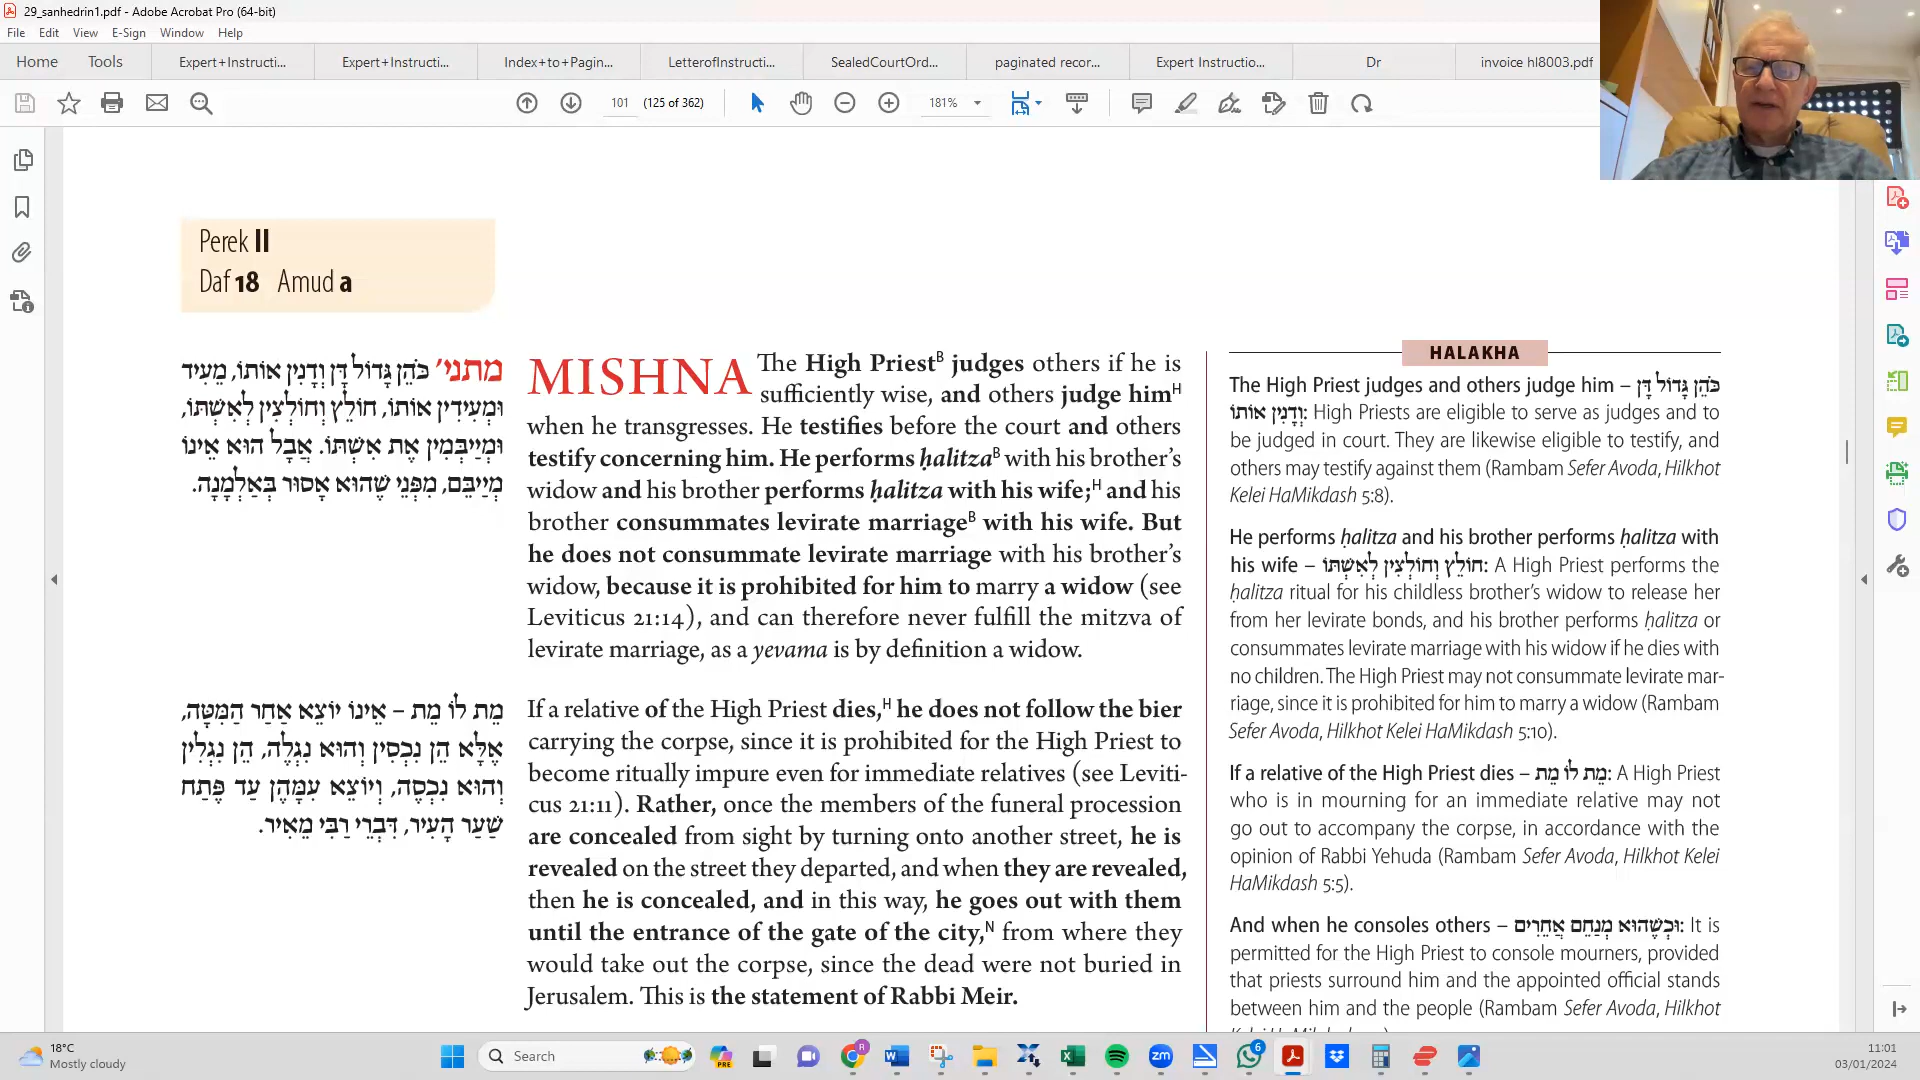 29_sanhedrin1.pdf - Adobe Acrobat Pro (64-bit)
File Edit View E-Sign Window Help
Home Tools Expert+Instructi... Expert+Instructi... Index+to+Pagin... LetterofInstructi... SealedCourtOrd... paginated recor... Expert Instructio... Dr invoice hl8003.pdf
101 (125 of 362) 181%
Perek II
Daf 18 Amud a
מתני׳ כֹּהֵן גָּדוֹל דָּן וְדָנִין אוֹתוֹ, מֵעִיד
וּמְעִידִין אוֹתוֹ, חוֹלֵץ וְחוֹלְצִין לְאִשְׁתּוֹ,
וּמְיַיבְּמִין אֶת אִשְׁתּוֹ. אֲבָל הוּא אֵינוֹ
מְיַיבֵּם, מִפְּנֵי שֶׁהוּא אָסוּר בְּאַלְמָנָה.
מֵת לוֹ מֵת – אֵינוֹ יוֹצֵא אַחַר הַמִּטָּה,
אֶלָּא הֵן נִכְסִין וְהוּא נִגְלֶה, הֵן נִגְלִין
וְהוּא נִכְסֶה, וְיוֹצֵא עִמָּהֶן עַד פֶּתַח
שַׁעַר הָעִיר, דִּבְרֵי רַבִּי מֵאִיר.
MISHNA The High Priestᴮ judges others if he is
sufficiently wise, and others judge himᴴ
when he transgresses. He testifies before the court and others
testify concerning him. He performs ḥalitzaᴮ with his brother's
widow and his brother performs ḥalitza with his wife;ᴴ and his
brother consummates levirate marriageᴮ with his wife. But
he does not consummate levirate marriage with his brother's
widow, because it is prohibited for him to marry a widow (see
Leviticus 21:14), and can therefore never fulfill the mitzva of
levirate marriage, as a yevama is by definition a widow.
If a relative of the High Priest dies,ᴴ he does not follow the bier
carrying the corpse, since it is prohibited for the High Priest to
become ritually impure even for immediate relatives (see Leviti-
cus 21:11). Rather, once the members of the funeral procession
are concealed from sight by turning onto another street, he is
revealed on the street they departed, and when they are revealed,
then he is concealed, and in this way, he goes out with them
until the entrance of the gate of the city,ᴺ from where they
would take out the corpse, since the dead were not buried in
Jerusalem. This is the statement of Rabbi Meir.
HALAKHA
The High Priest judges and others judge him – כֹּהֵן גָּדוֹל דָּן
וְדָנִין אוֹתוֹ: High Priests are eligible to serve as judges and to
be judged in court. They are likewise eligible to testify, and
others may testify against them (Rambam Sefer Avoda, Hilkhot
Kelei HaMikdash 5:8).
He performs ḥalitza and his brother performs ḥalitza with
his wife – חוֹלֵץ וְחוֹלְצִין לְאִשְׁתּוֹ: A High Priest performs the
ḥalitza ritual for his childless brother's widow to release her
from her levirate bonds, and his brother performs ḥalitza or
consummates levirate marriage with his widow if he dies with
no children. The High Priest may not consummate levirate mar-
riage, since it is prohibited for him to marry a widow (Rambam
Sefer Avoda, Hilkhot Kelei HaMikdash 5:10).
If a relative of the High Priest dies – מֵת לוֹ מֵת: A High Priest
who is in mourning for an immediate relative may not
go out to accompany the corpse, in accordance with the
opinion of Rabbi Yehuda (Rambam Sefer Avoda, Hilkhot Kelei
HaMikdash 5:5).
And when he consoles others – וּכְשֶׁהוּא מְנַחֵם אֲחֵרִים: It is
permitted for the High Priest to console mourners, provided
that priests surround him and the appointed official stands
between him and the people (Rambam Sefer Avoda, Hilkhot
18°C
Mostly cloudy
Search
PRE
R
zm
6
11:01
03/01/2024